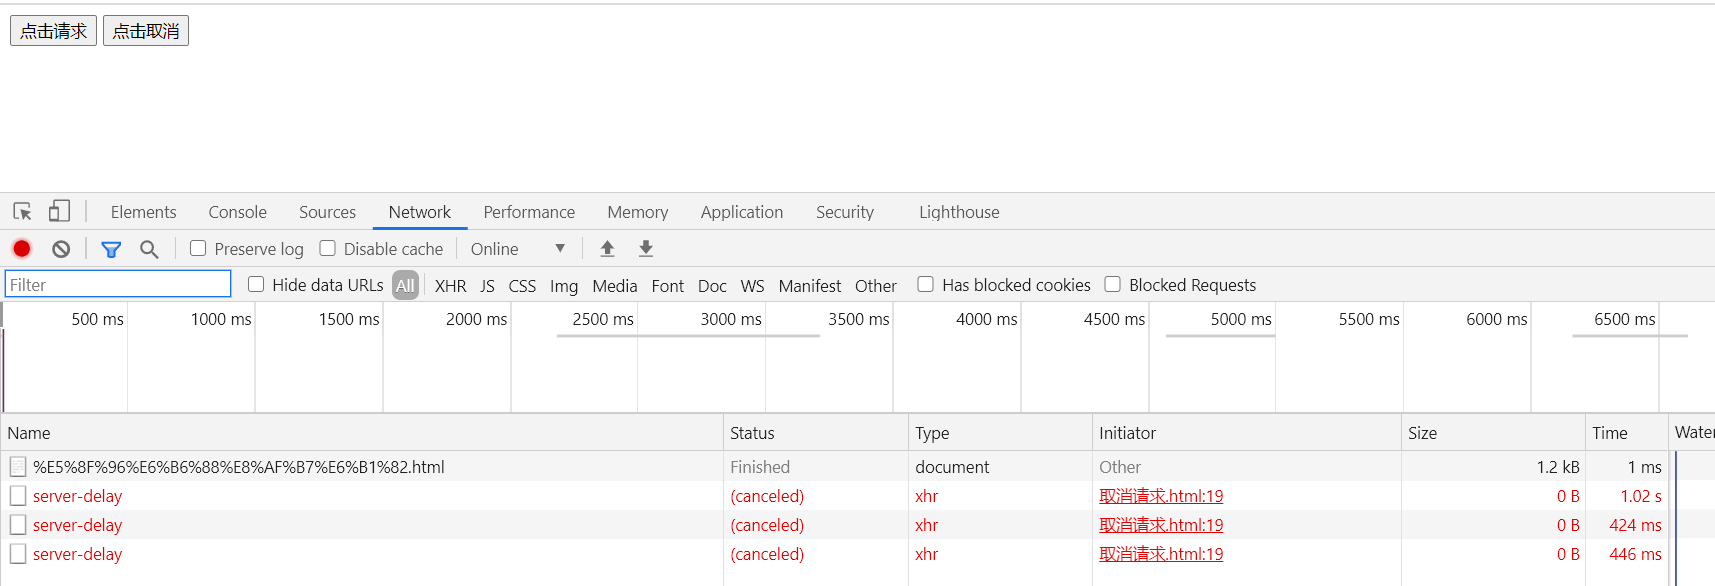 点击请求 点击取消
Elements Console Sources Network Performance Memory Application Security Lighthouse
Preserve log Disable cache Online
Filter Hide data URLs All XHR JS CSS Img Media Font Doc WS Manifest Other Has blocked cookies Blocked Requests
500 ms 1000 ms 1500 ms 2000 ms 2500 ms 3000 ms 3500 ms 4000 ms 4500 ms 5000 ms 5500 ms 6000 ms 6500 ms
Name Status Type Initiator Size Time Water
%E5%8F%96%E6%B6%88%E8%AF%B7%E6%B1%82.html Finished document Other 1.2 kB 1 ms
server-delay (canceled) xhr 取消请求.html:19 0 B 1.02 s
server-delay (canceled) xhr 取消请求.html:19 0 B 424 ms
server-delay (canceled) xhr 取消请求.html:19 0 B 446 ms